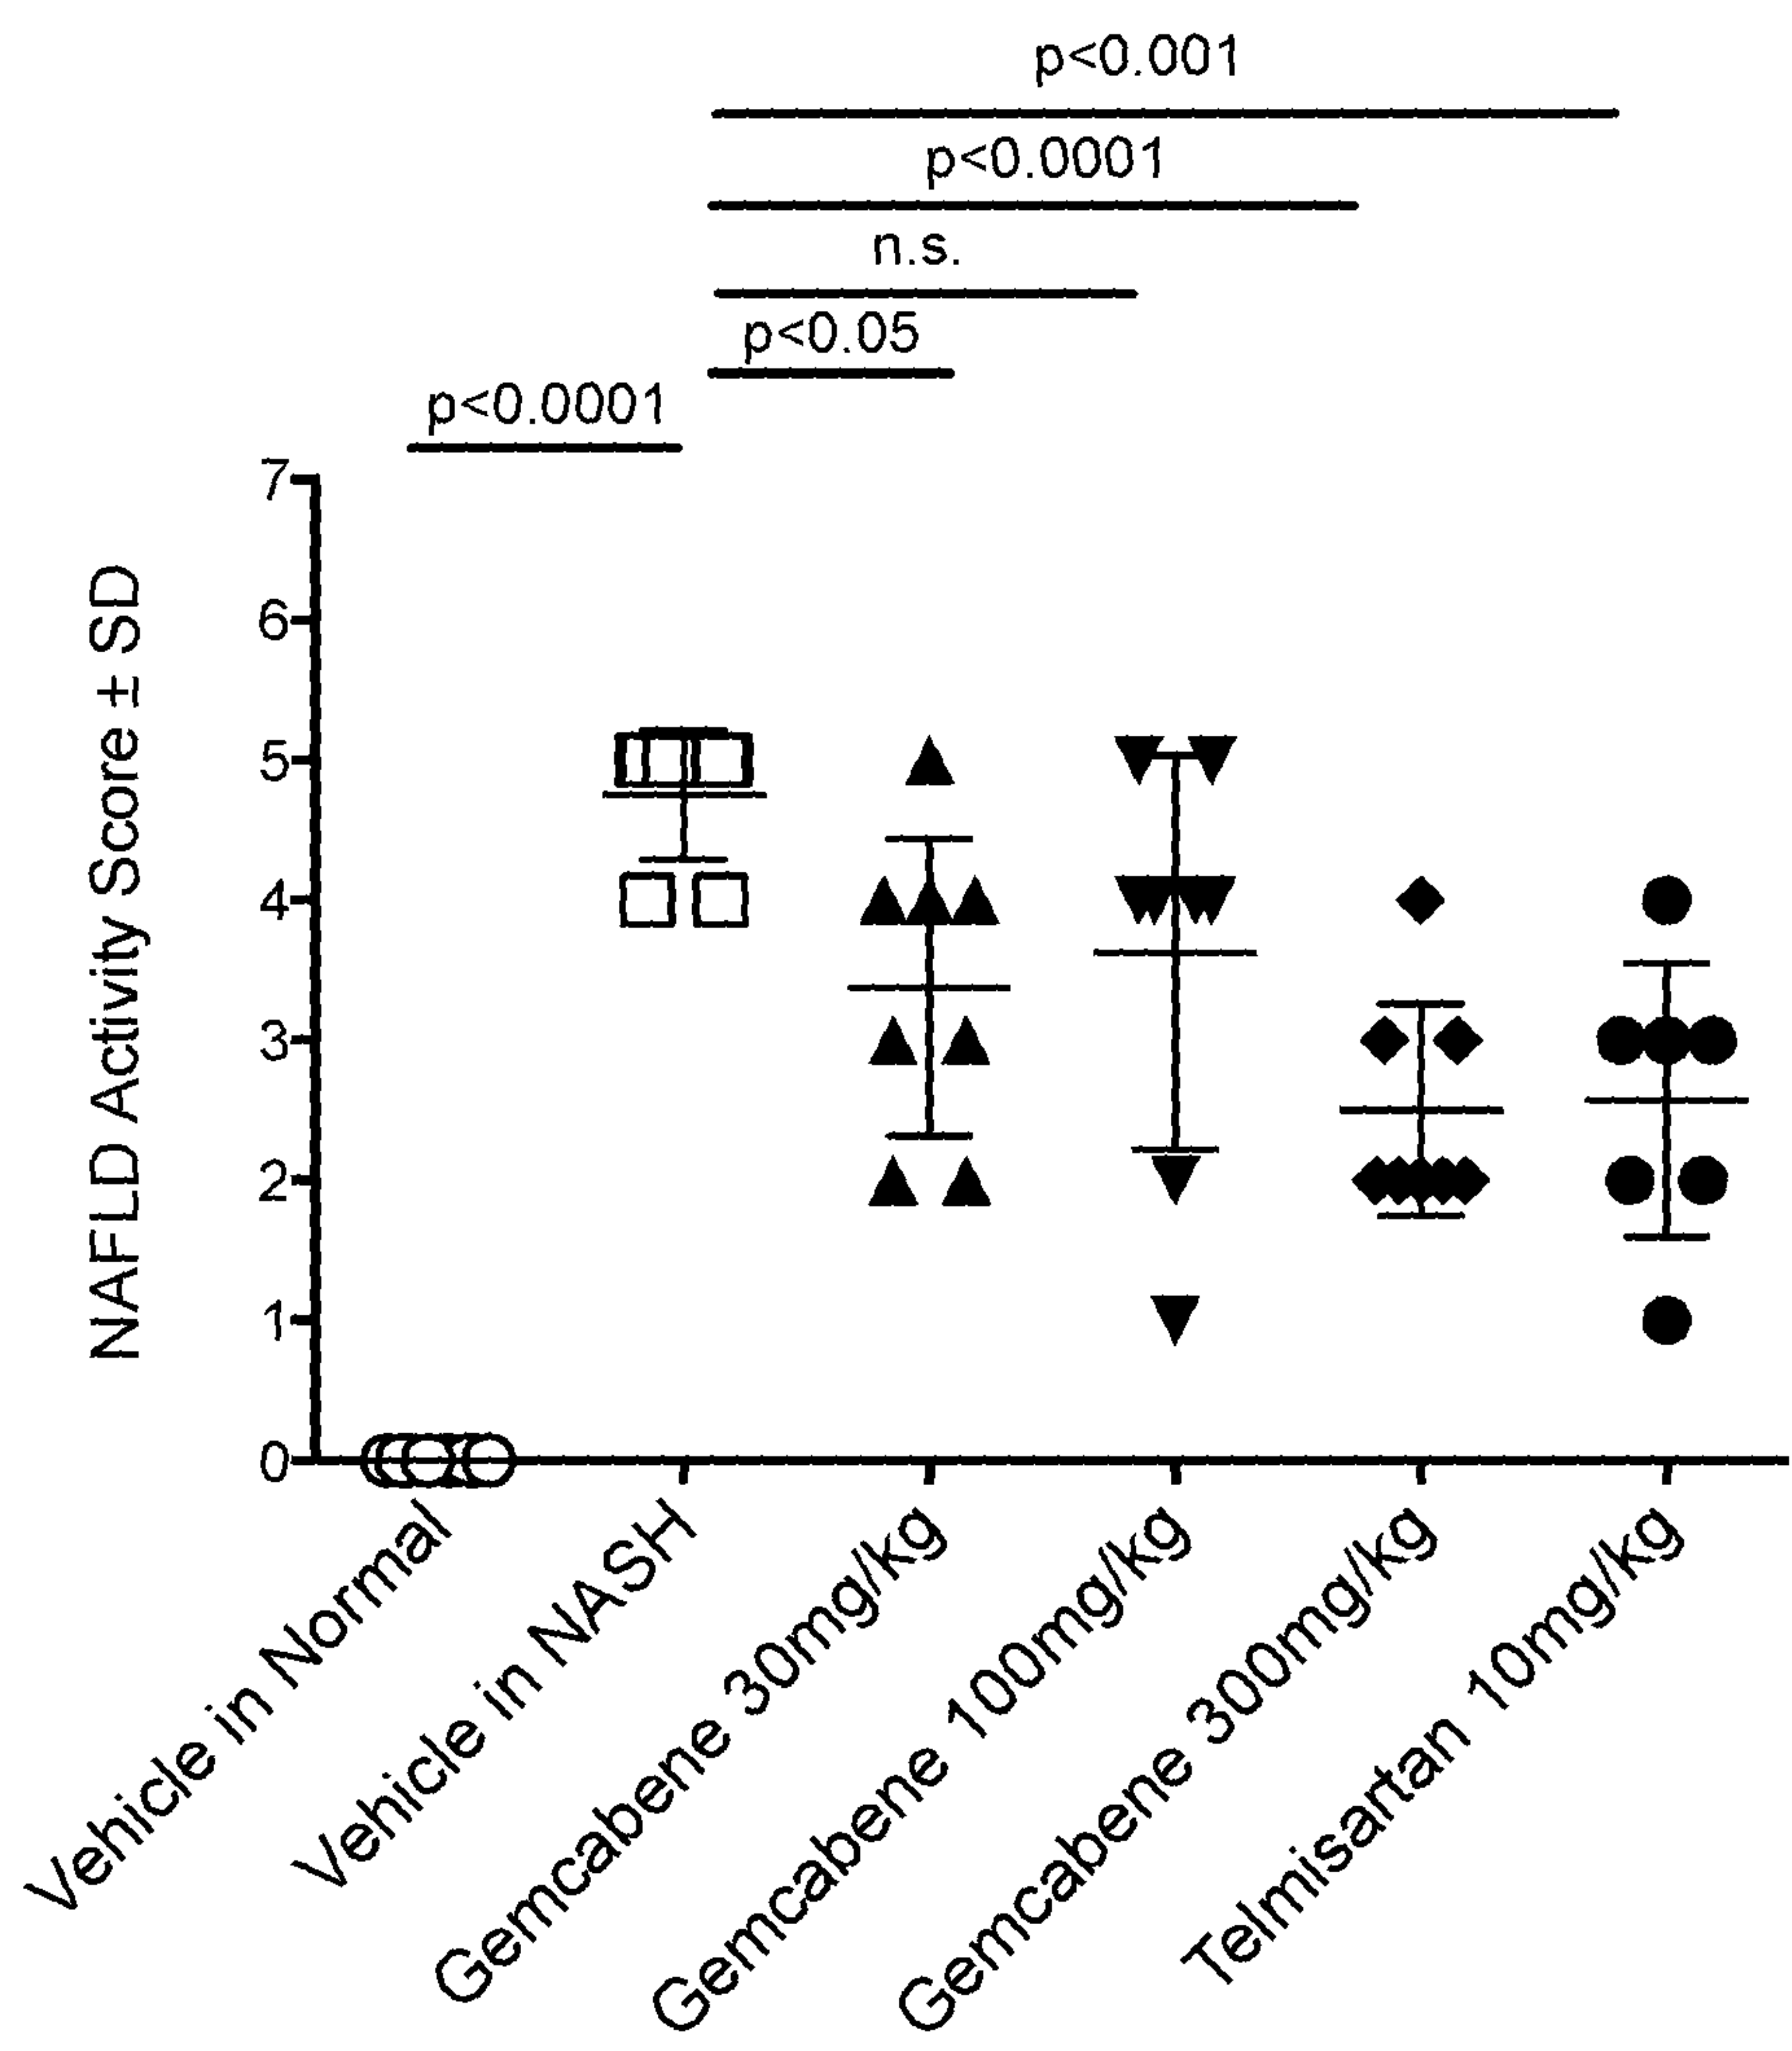 p<0.001
p<0.0001
n.s.
p<0.05
p<0.0001
NAFLD Activity Score ± SD
7
6
5
4
3
2
1
0
Vehicle in Normal
Vehicle in NASH
Gemcabene 30mg/kg
Gemcabene 100mg/kg
Gemcabene 300mg/kg
Telmisartan 10mg/kg